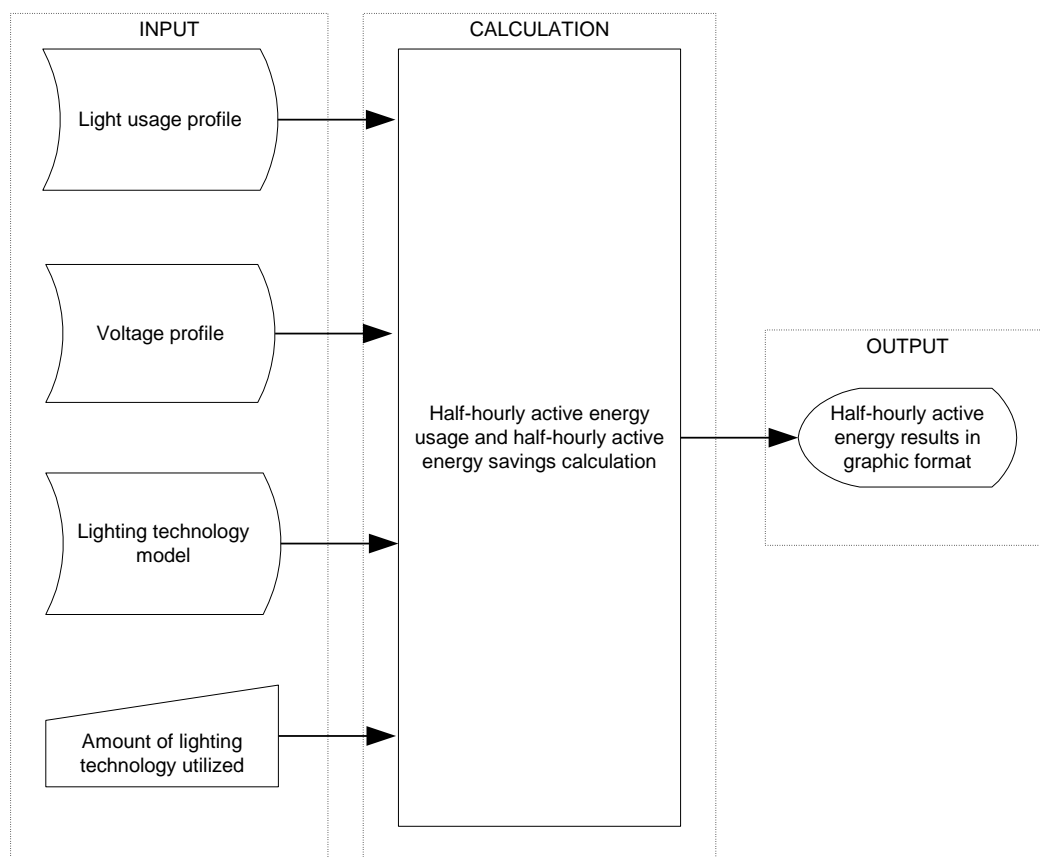 INPUT
Light usage profile
Voltage profile
Lighting technology
model
Amount of lighting
technology utilized
CALCULATION
Half-hourly active energy
usage and half-hourly active
energy savings calculation
OUTPUT
Half-hourly active
energy results in
graphic format